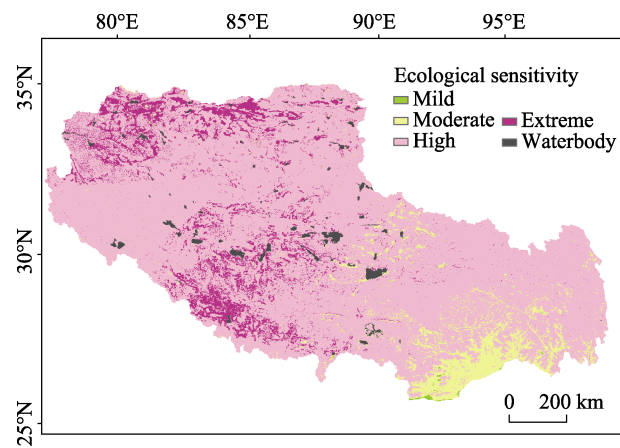 80°E 85°E 90°E 95°E
35°N
Ecological sensitivity
Mild
Moderate Extreme
High Waterbody
30°N
0 200 km
25°N